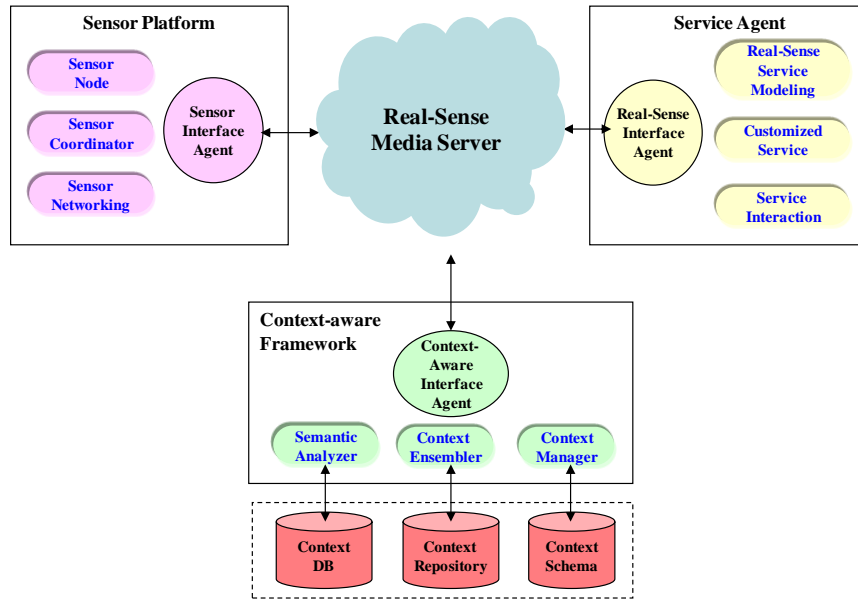 Sensor Platform
Sensor
Node
Sensor
Coordinator
Sensor
Networking
Sensor
Interface
Agent
Real-Sense
Media Server
Service Agent
Real-Sense
Interface
Agent
Real-Sense
Service
Modeling
Customized
Service
Service
Interaction
Context-aware
Framework
Context-
Aware
Interface
Agent
Semantic
Analyzer
Context
Ensembler
Context
Manager
Context
DB
Context
Repository
Context
Schema